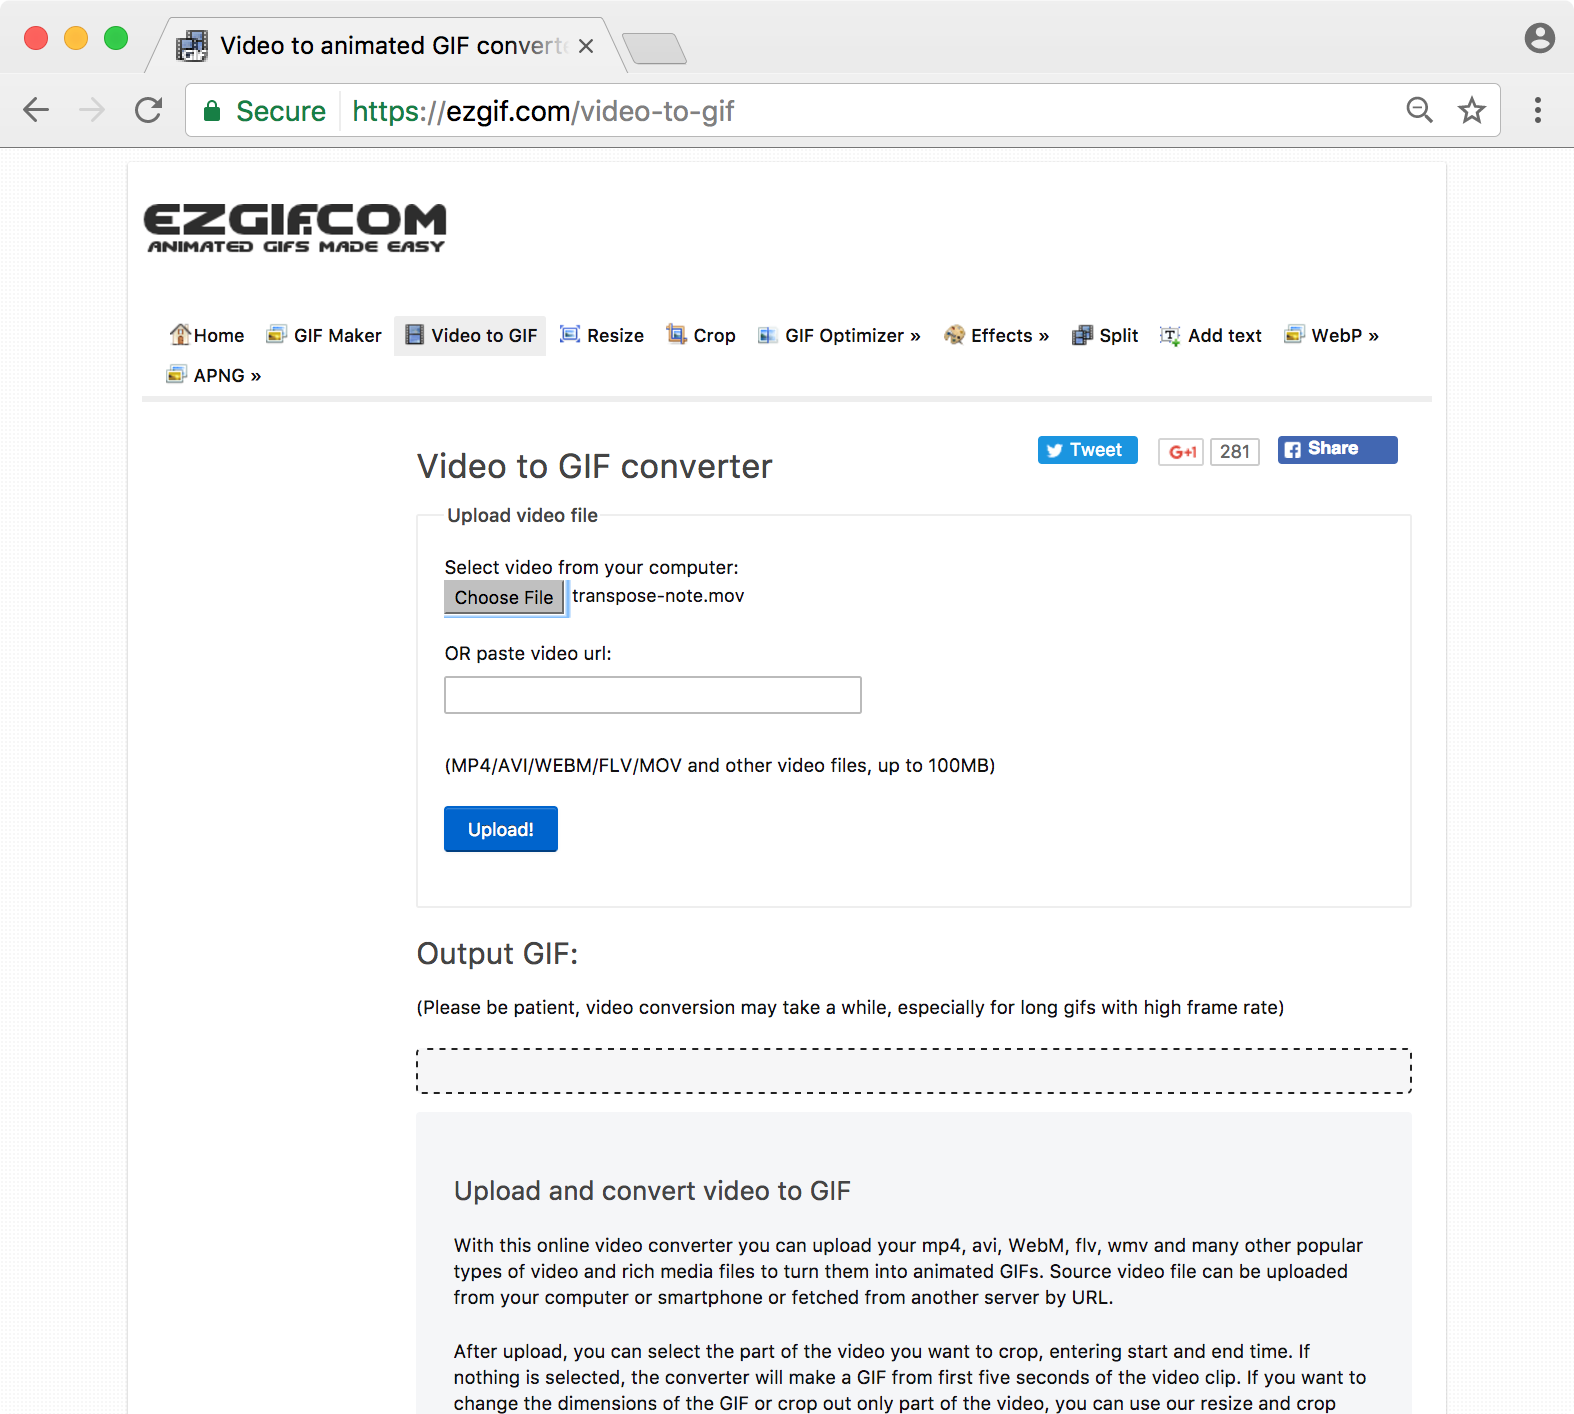 Video to animated GIF convert
Secure https://ezgif.com/video-to-gif
EZGIF.COM
ANIMATED GIFS MADE EASY
Home GIF Maker Video to GIF Resize Crop GIF Optimizer » Effects » Split Add text WebP »
APNG »
Video to GIF converter
Tweet G+1 281 Share
Upload video file
Select video from your computer:
Choose File transpose-note.mov
OR paste video url:
(MP4/AVI/WEBM/FLV/MOV and other video files, up to 100MB)
Upload!
Output GIF:
(Please be patient, video conversion may take a while, especially for long gifs with high frame rate)
Upload and convert video to GIF
With this online video converter you can upload your mp4, avi, WebM, flv, wmv and many other popular
types of video and rich media files to turn them into animated GIFs. Source video file can be uploaded
from your computer or smartphone or fetched from another server by URL.
After upload, you can select the part of the video you want to crop, entering start and end time. If
nothing is selected, the converter will make a GIF from first five seconds of the video clip. If you want to
change the dimensions of the GIF or crop out only part of the video, you can use our resize and crop